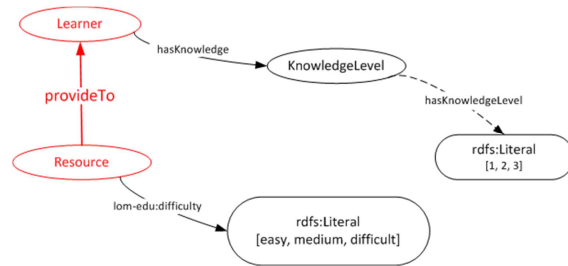 Learner
hasKnowledge
KnowledgeLevel
hasKnowledgeLevel
provideTo
rdfs:Literal
[1, 2, 3]
Resource
lom-edu:difficulty
rdfs:Literal
[easy, medium, difficult]